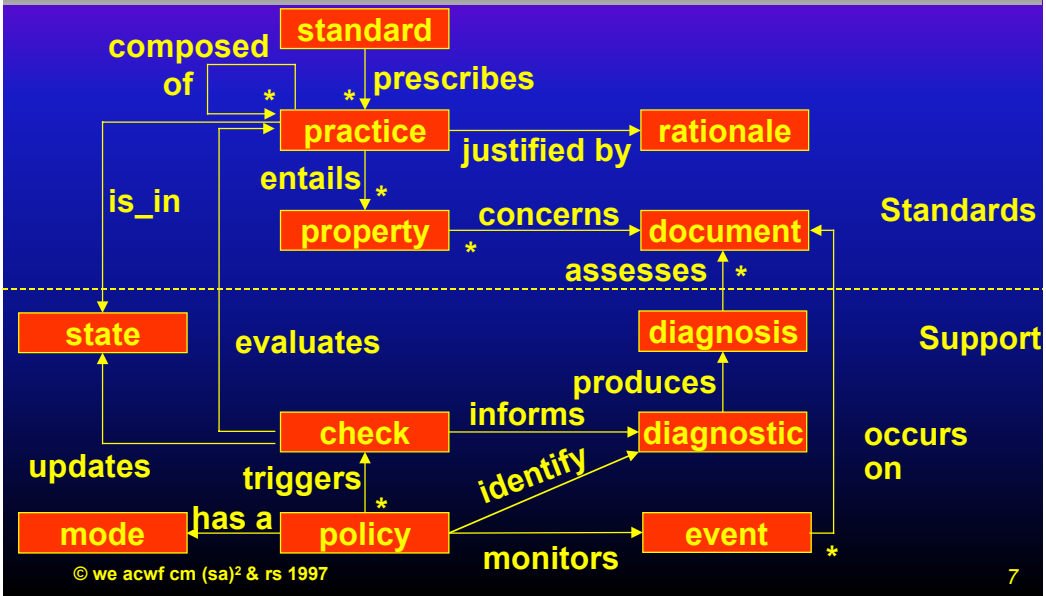 standard
composed
of
prescribes
*
*
practice
justified by
rationale
entails
*
is_in
property
concerns
*
document
Standards
assesses
*
state
evaluates
diagnosis
Support
produces
check
informs
diagnostic
occurs
on
updates
triggers
identify
*
mode
has a
policy
monitors
event
*
© we acwf cm (sa)² & rs 1997
7